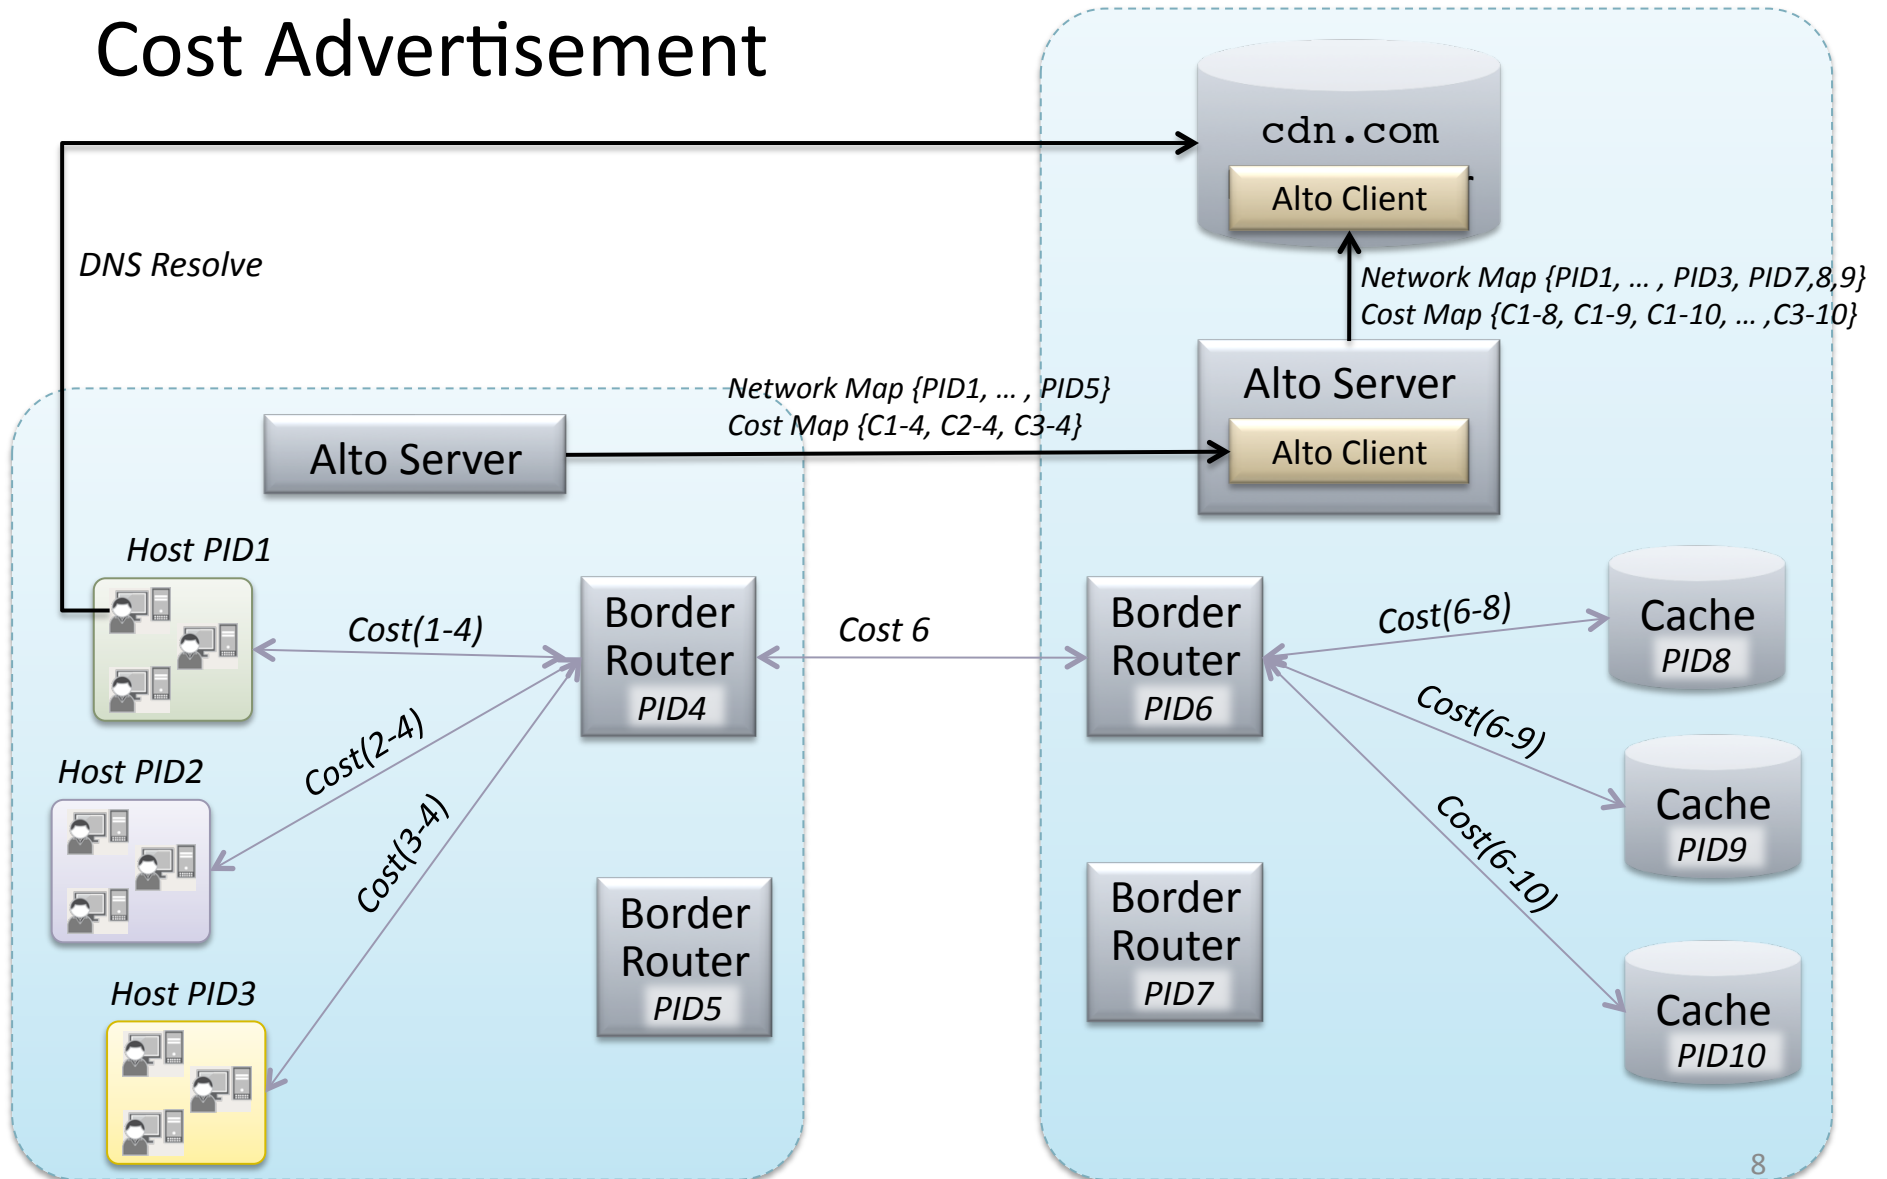 Cost Advertisement
cdn.com
Alto Client
DNS Resolve
Network Map {PID1, ... , PID3, PID7,8,9}
Cost Map {C1-8, C1-9, C1-10, ... ,C3-10}
Network Map {PID1, ... , PID5}
Cost Map {C1-4, C2-4, C3-4}
Alto Server
Alto Server
Alto Client
Host PID1
Cost(1-4)
Border
Router
PID4
Cost 6
Border
Router
PID6
Cost(6-8)
Cache
PID8
Host PID2
Cost(2-4)
Cost(6-9)
Cache
PID9
Cost(3-4)
Cost(6-10)
Border
Router
PID5
Border
Router
PID7
Host PID3
Cache
PID10
8